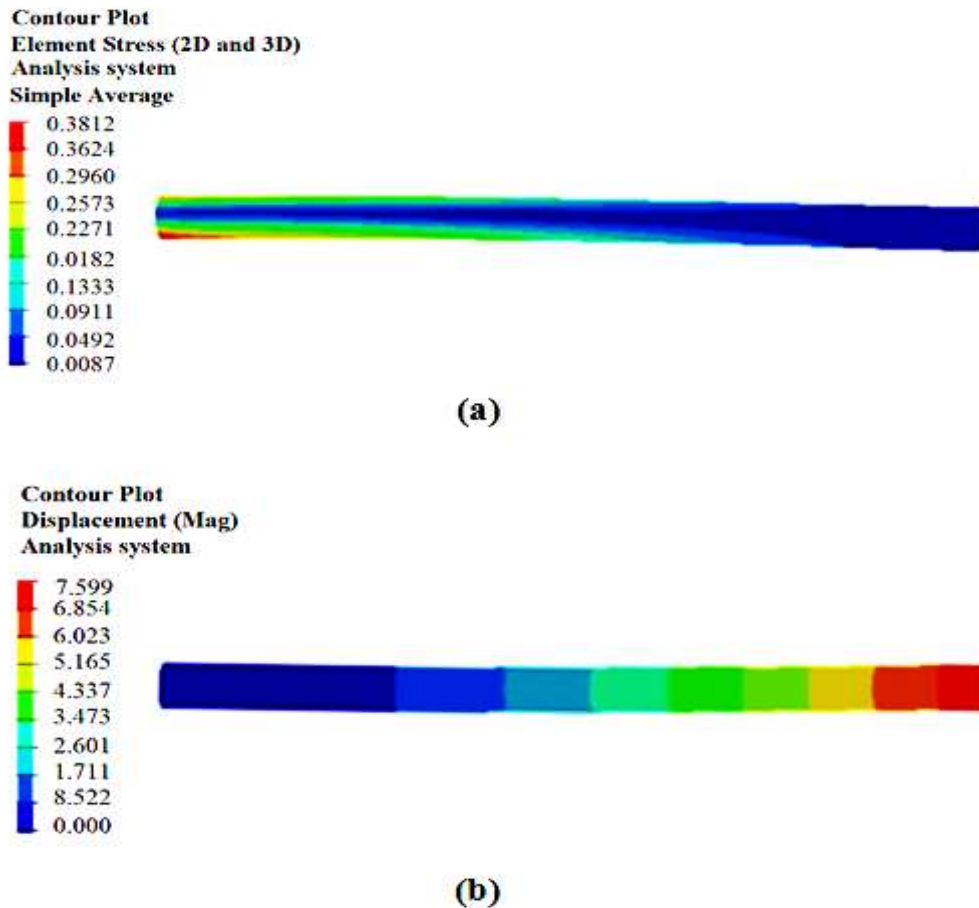 Contour Plot
Element Stress (2D and 3D)
Analysis system
Simple Average
0.3812
0.3624
0.2960
0.2573
0.2271
0.0182
0.1333
0.0911
0.0492
0.0087
(a)
Contour Plot
Displacement (Mag)
Analysis system
7.599
6.854
6.023
5.165
4.337
3.473
2.601
1.711
8.522
0.000
(b)